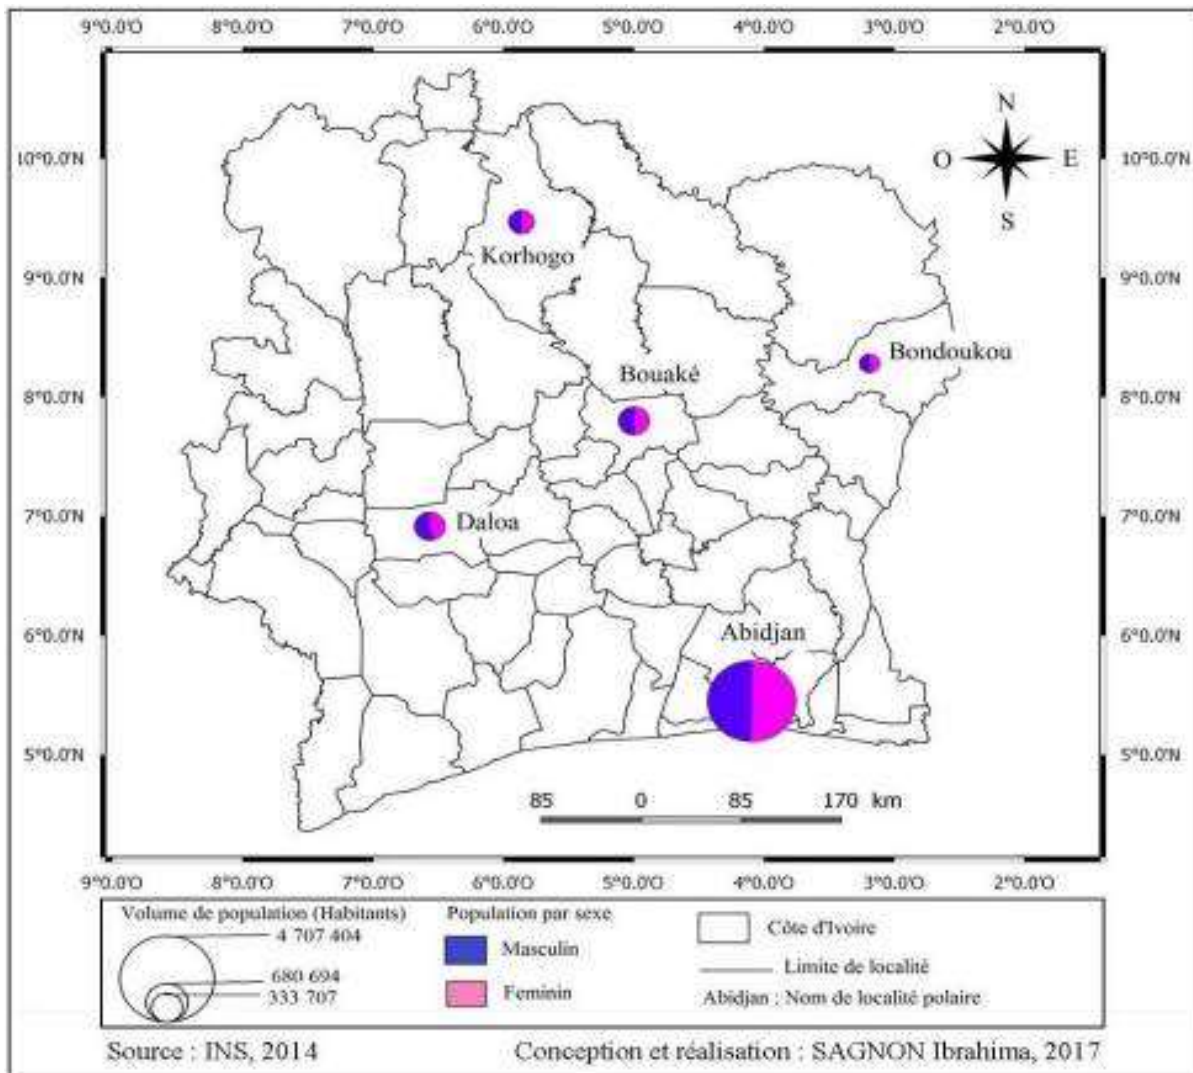 9°0.0'O 8°0.0'O 7°0.0'O 6°0.0'O 5°0.0'O 4°0.0'O 3°0.0'O 2°0.0'O
N
10°0.0'N O E 10°0.0'N
S
Korhogo
9°0.0'N 9°0.0'N
Bondoukou
Bouaké
8°0.0'N 8°0.0'N
7°0.0'N Daloa 7°0.0'N
6°0.0'N Abidjan 6°0.0'N
5°0.0'N 5°0.0'N
85 0 85 170 km
9°0.0'O 8°0.0'O 7°0.0'O 6°0.0'O 5°0.0'O 4°0.0'O 3°0.0'O 2°0.0'O
Volume de population (Habitants)
4 707 404
680 694
333 707
Population par sexe
Masculin
Feminin
Côte d'Ivoire
Limite de localité
Abidjan : Nom de localité polaire
Source : INS, 2014 Conception et réalisation : SAGNON Ibrahima, 2017